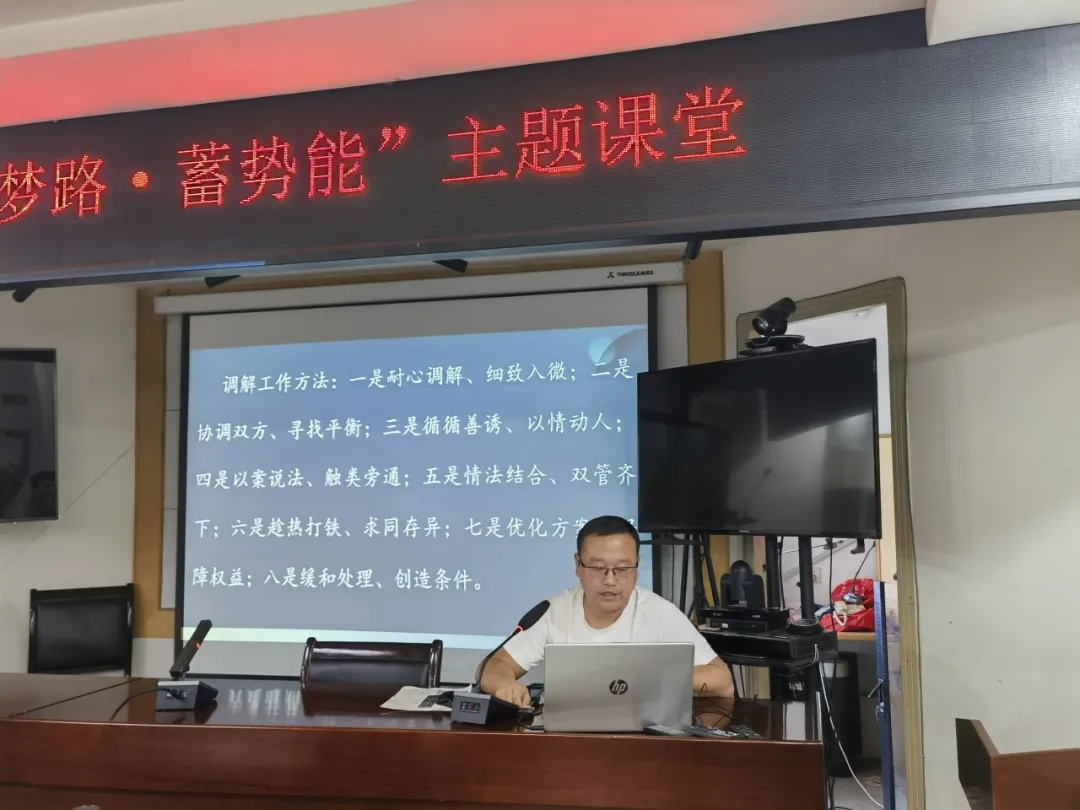 梦路·蓄势能”主题课堂
THREELEAVES
调解工作方法：一是耐心调解、细致入微；二是
协调双方、寻找平衡；三是循循善诱、以情动人；
四是以案说法、触类旁通；五是情法结合、双管齐
下；六是趁热打铁、求同存异；七是优化方案
障权益；八是缓和处理、创造条件。
hp